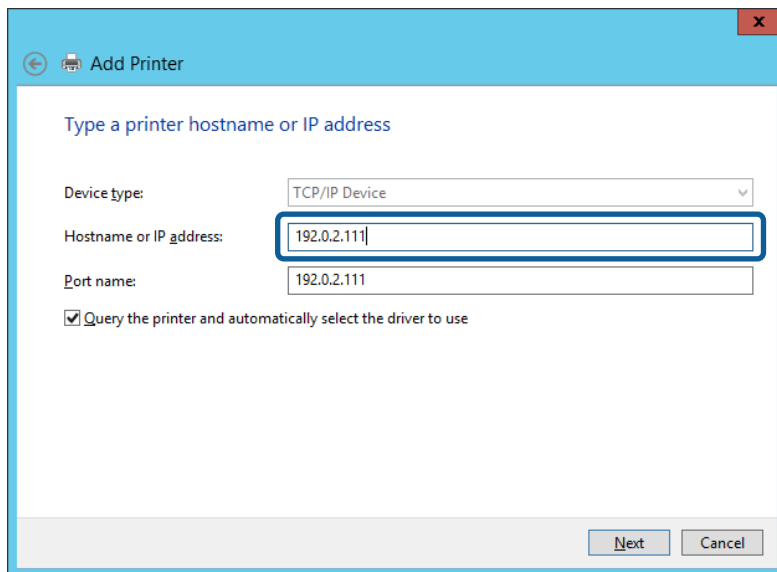 x
Add Printer
Type a printer hostname or IP address
Device type: TCP/IP Device
Hostname or IP address: 192.0.2.111
Port name: 192.0.2.111
Query the printer and automatically select the driver to use
Next Cancel